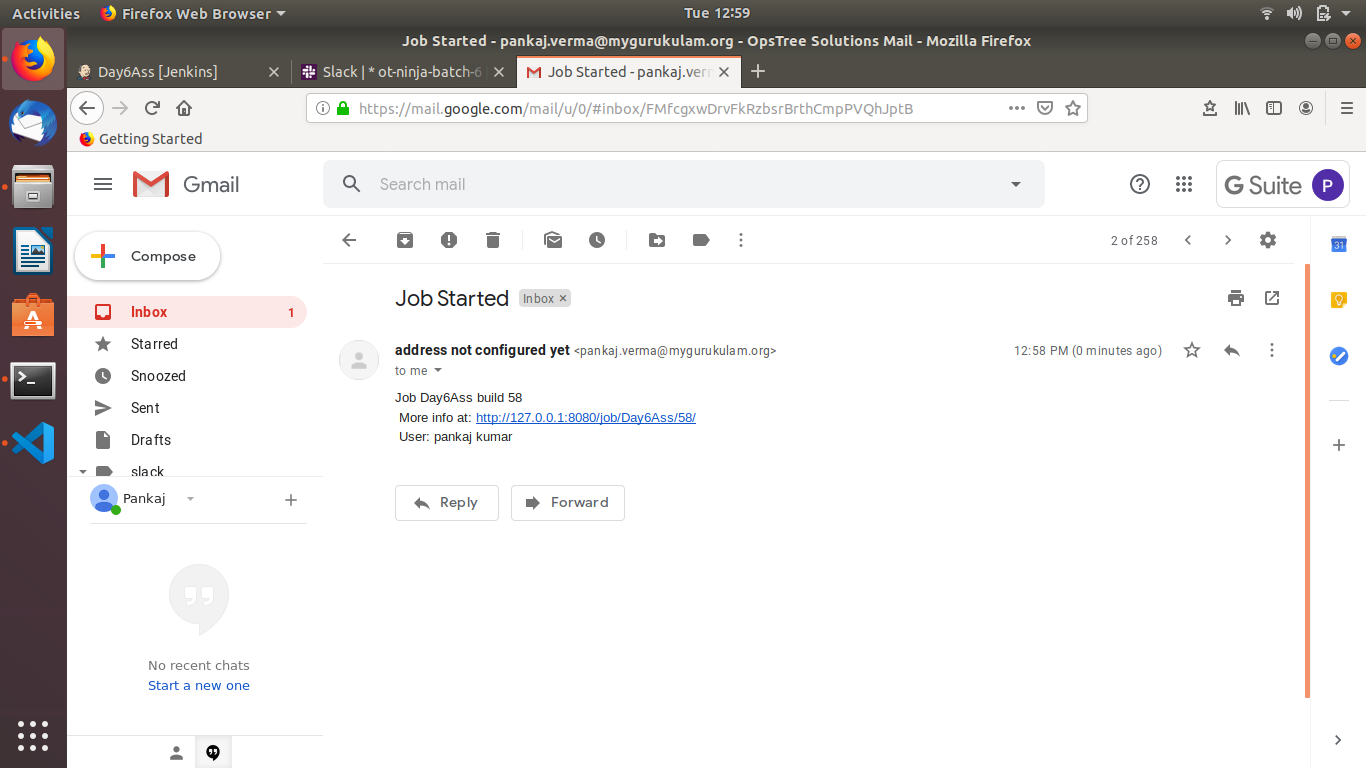 Activities
Firefox Web Browser
Tue 12:59
Job Started - pankaj.verma@mygurukulam.org - OpsTree Solutions Mail - Mozilla Firefox
Day6Ass [Jenkins]
Slack | * ot-ninja-batch-6
Job Started - pankaj.ver
https://mail.google.com/mail/u/0/#inbox/FMfcgxwDrvFkRzbsrBrthCmpPVQhJptB
Getting Started
Gmail
Search mail
G Suite
P
Compose
2 of 258
31
Inbox 1
Starred
Snoozed
Sent
Drafts
slack
Pankaj
No recent chats
Start a new one
Job Started
Inbox ×
address not configured yet <pankaj.verma@mygurukulam.org>
12:58 PM (0 minutes ago)
to me
Job Day6Ass build 58
More info at: http://127.0.0.1:8080/job/Day6Ass/58/
User: pankaj kumar
Reply
Forward